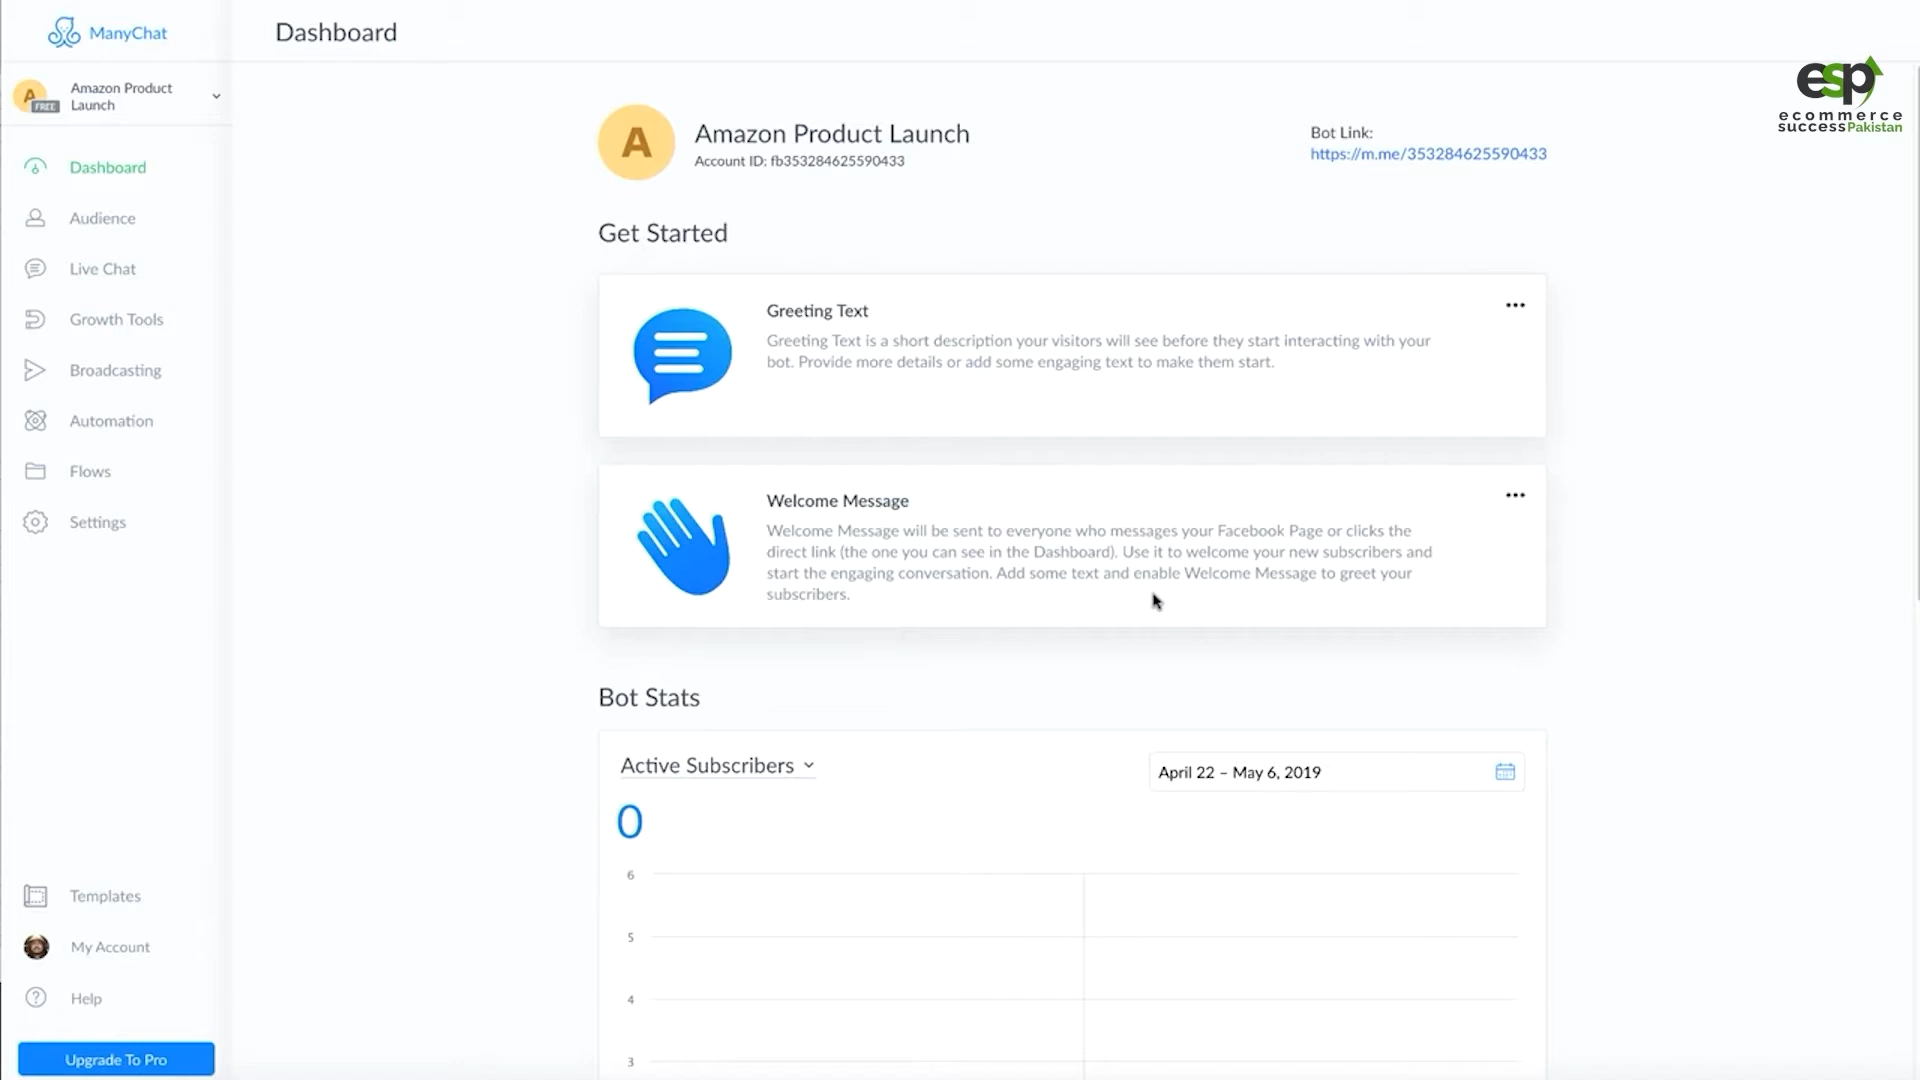 ManyChat
Dashboard
A
FREE
Amazon Product
Launch
esp
ecommerce
successPakistan
A
Amazon Product Launch
Account ID: fb353284625590433
Bot Link:
https://m.me/353284625590433
Dashboard
Audience
Live Chat
Growth Tools
Broadcasting
Automation
Flows
Settings
Get Started
Greeting Text
Greeting Text is a short description your visitors will see before they start interacting with your
bot. Provide more details or add some engaging text to make them start.
Welcome Message
Welcome Message will be sent to everyone who messages your Facebook Page or clicks the
direct link (the one you can see in the Dashboard). Use it to welcome your new subscribers and
start the engaging conversation. Add some text and enable Welcome Message to greet your
subscribers.
Bot Stats
Active Subscribers
April 22 – May 6, 2019
0
6
5
4
3
Templates
My Account
Help
Upgrade To Pro